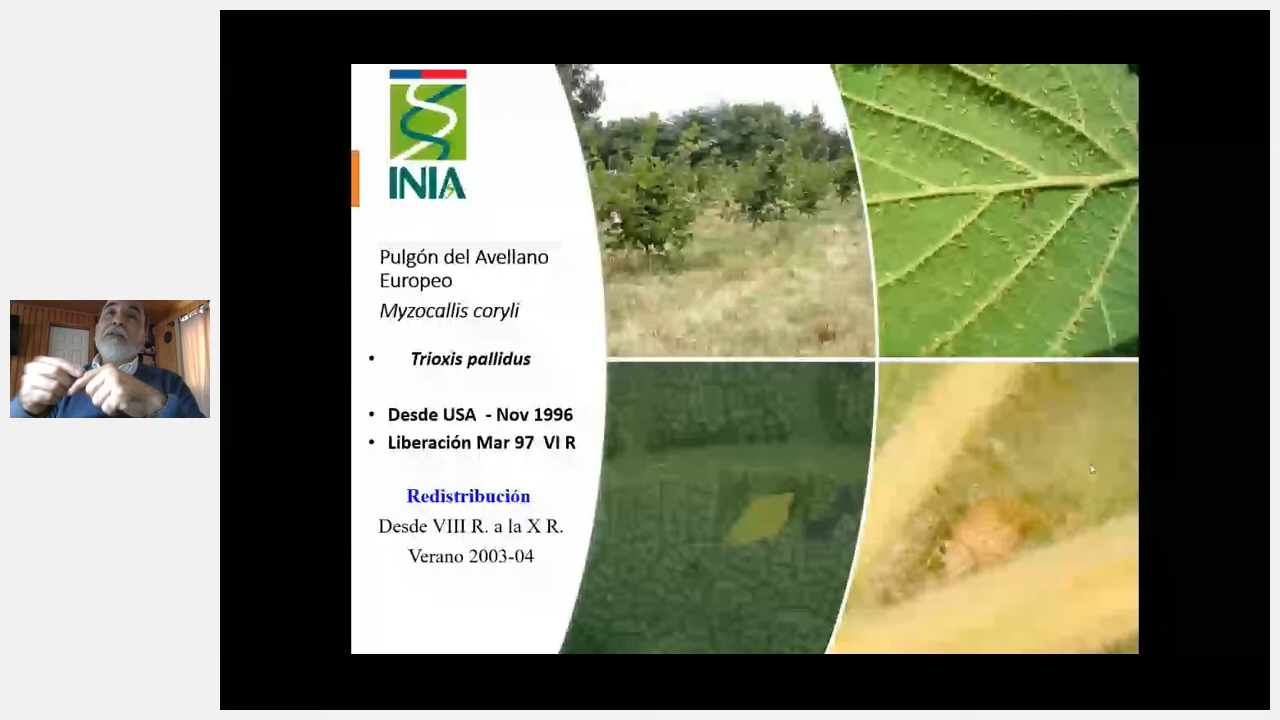 INIA
Pulgón del Avellano
Europeo
Myzocallis coryli
• Trioxis pallidus
• Desde USA - Nov 1996
• Liberación Mar 97 VI R
Redistribución
Desde VIII R. a la X R.
Verano 2003-04